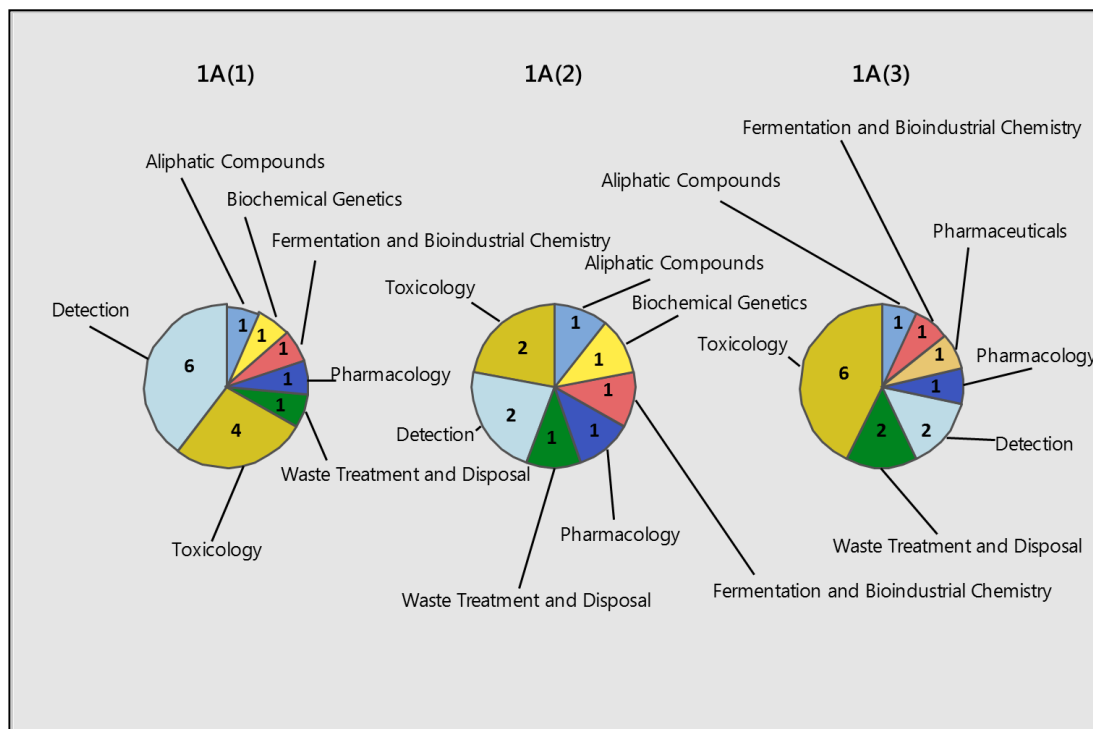 1A(1)
1A(2)
1A(3)
Fermentation and Bioindustrial Chemistry
Aliphatic Compounds
Aliphatic Compounds
Biochemical Genetics
Pharmaceuticals
Fermentation and Bioindustrial Chemistry
Aliphatic Compounds
Toxicology
Biochemical Genetics
Detection
1
1
1
1
1
1
1
1
1
1
6
2
Toxicology
Pharmacology
Pharmacology
6
1
1
1
1
2
4
1
1
2
2
Detection
Detection
Waste Treatment and Disposal
Toxicology
Pharmacology
Waste Treatment and Disposal
Waste Treatment and Disposal
Fermentation and Bioindustrial Chemistry